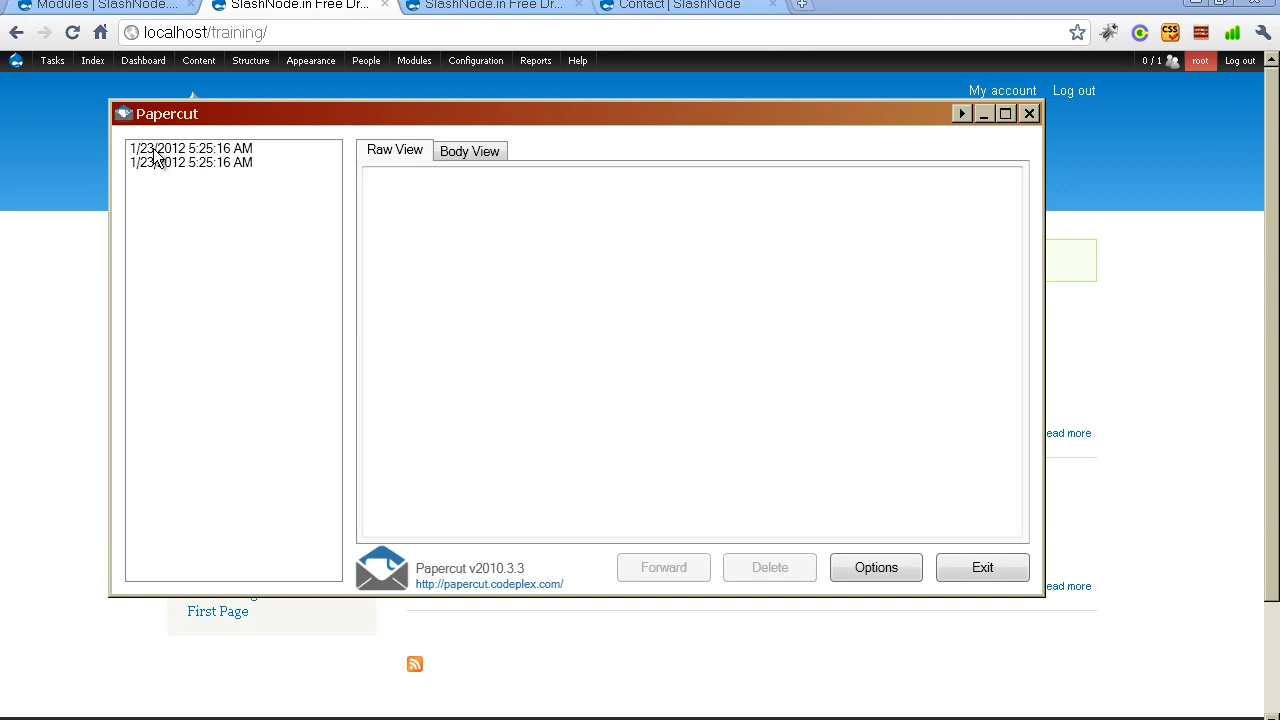 Modules | SlashNode.in
SlashNode.in Free Dr...
SlashNode.in Free Dr...
Contact | SlashNode
localhost/training/
CSS
Tasks Index Dashboard Content Structure Appearance People Modules Configuration Reports Help 0 / 1 root Log out
My account Log out
Papercut
1/23/2012 5:25:16 AM
1/23/2012 5:25:16 AM
Raw View Body View
ead more
Papercut v2010.3.3
http://papercut.codeplex.com/
Forward Delete Options Exit
ead more
First Page